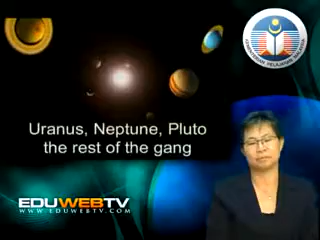 Uranus, Neptune, Pluto
the rest of the gang
EDUWEBTV
WWW.EDUWEBTV.COM